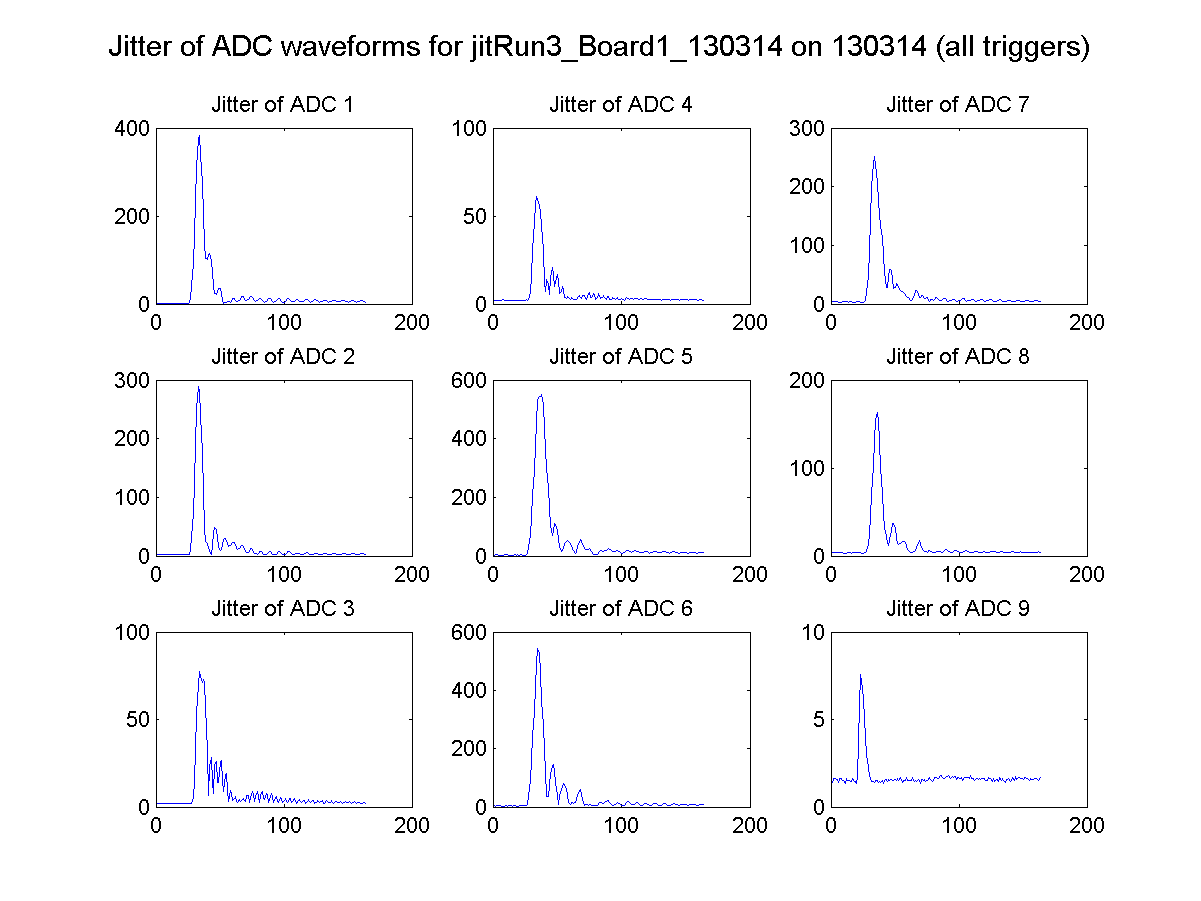 Jitter of ADC waveforms for jitRun3_Board1_130314 on 130314 (all triggers)
Jitter of ADC 1
400
200
0
0 100 200
Jitter of ADC 4
100
50
0
0 100 200
Jitter of ADC 7
300
200
100
0
0 100 200
Jitter of ADC 2
300
200
100
0
0 100 200
Jitter of ADC 5
600
400
200
0
0 100 200
Jitter of ADC 8
200
100
0
0 100 200
Jitter of ADC 3
100
50
0
0 100 200
Jitter of ADC 6
600
400
200
0
0 100 200
Jitter of ADC 9
10
5
0
0 100 200